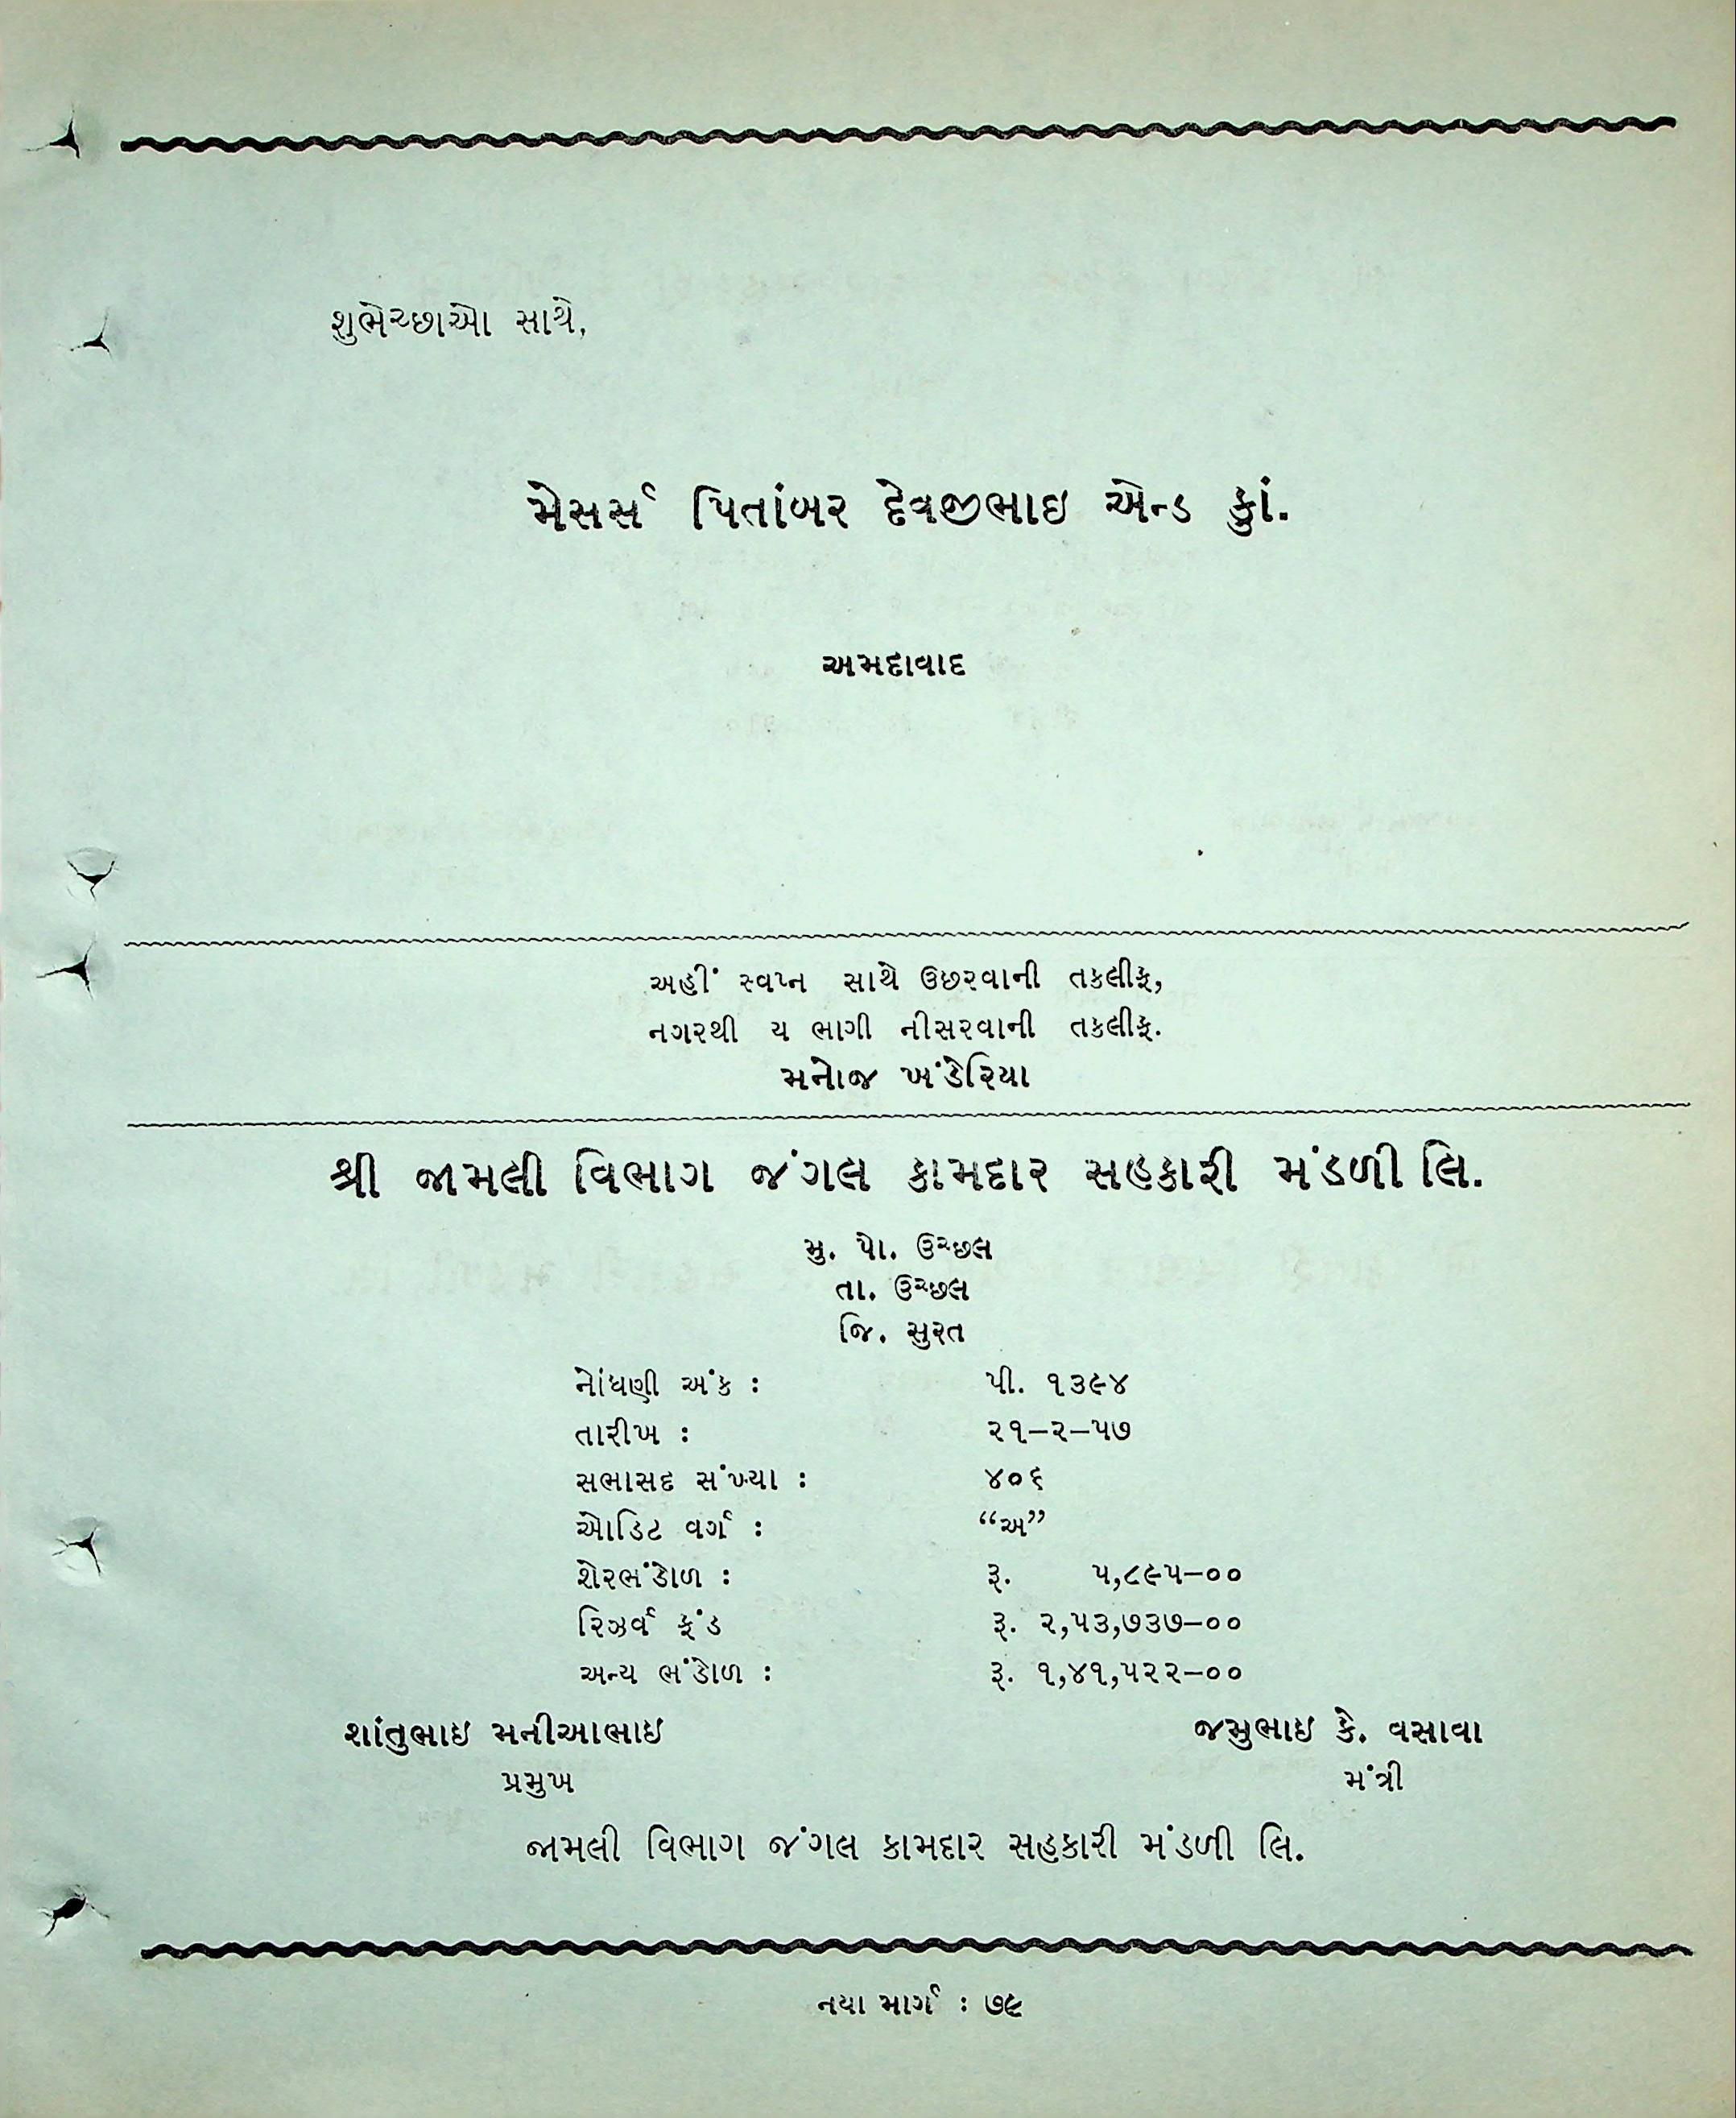 શુભેચ્છાઓ સાથે,
મેસર્સ પિતાંબર દેવજીભાઇ એન્ડ કું.
અમદાવાદ
અહીં સ્વપ્ન સાથે ઉછરવાની તકલીફ,
નગરથી ય ભાગી નીસરવાની તકલીફ.
મનોજ ખંડેરિયા
શ્રી જામલી વિભાગ જંગલ કામદાર સહકારી મંડળી લિ.
મુ. પો. ઉચ્છલ
તા. ઉચ્છલ
જિ. સુરત
નોંધણી અંક : પી. ૧૩૯૪
તારીખ : ૨૧–૨–૫૭
સભાસદ સંખ્યા : ૪૦૬
ઓડિટ વર્ગ : “અ”
શેરભંડોળ : રૂ. ૫,૮૯૫–૦૦
રિઝર્વ ફંડ રૂ. ૨,૫૩,૭૩૭–૦૦
અન્ય ભંડોળ : રૂ. ૧,૪૧,૫૨૨–૦૦
શાંતુભાઇ મનીઆભાઇ જસુભાઇ કે. વસાવા
પ્રમુખ મંત્રી
જામલી વિભાગ જંગલ કામદાર સહકારી મંડળી લિ.
નયા માર્ગ : ૭૯